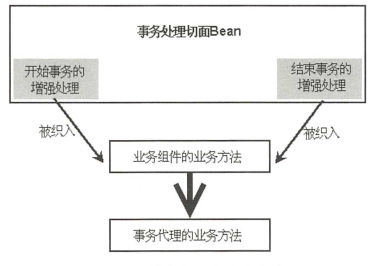 事务处理切面Bean
开始事务的
增强处理
结束事务的
增强处理
被织入
被织入
业务组件的业务方法
事务代理的业务方法